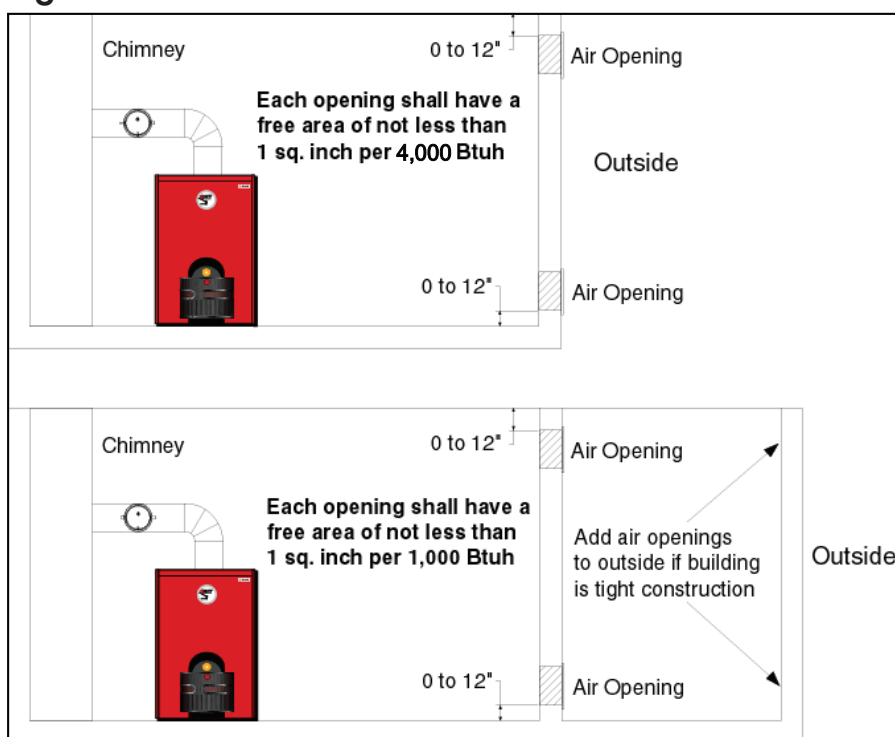 Chimney
0 to 12"
Air Opening
Each opening shall have a
free area of not less than
1 sq. inch per 4,000 Btuh
Outside
0 to 12"
Air Opening
Chimney
0 to 12"
Air Opening
Each opening shall have a
free area of not less than
1 sq. inch per 1,000 Btuh
Add air openings
to outside if building
is tight construction
Outside
0 to 12"
Air Opening